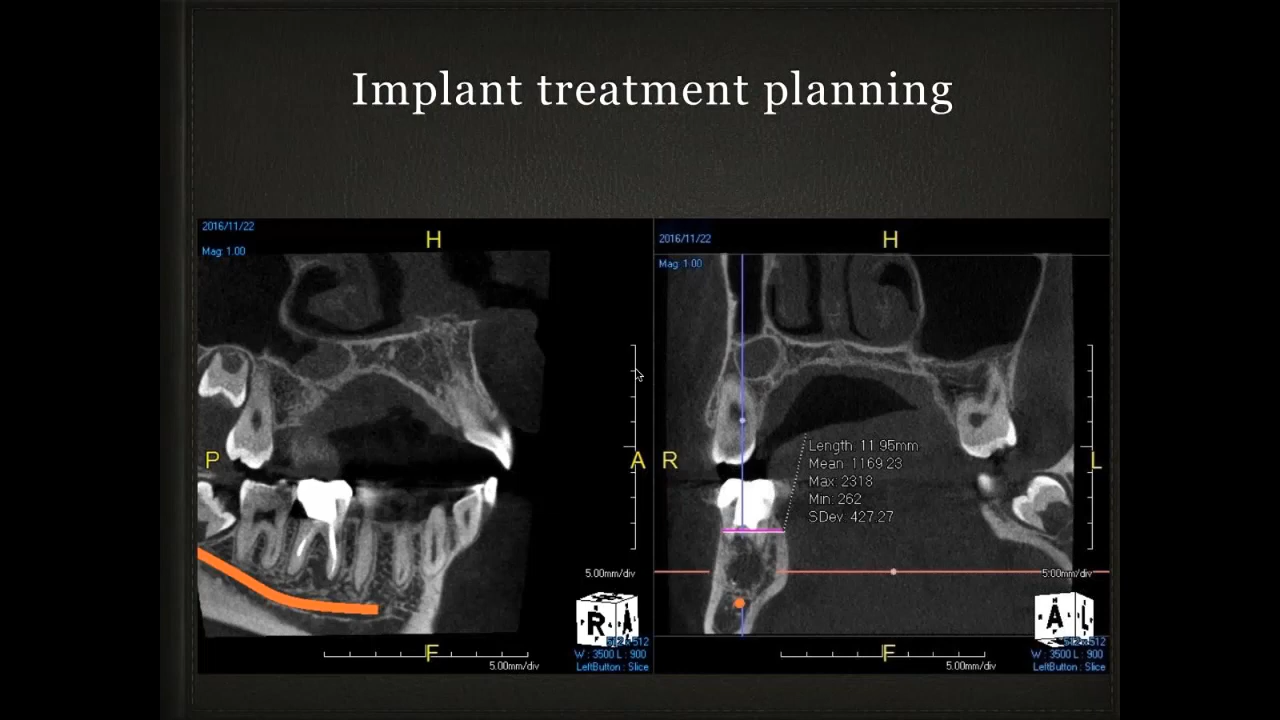 Implant treatment planning
2016/11/22
H
Mag: 1.00
P
A
5.00mm/div
R
A
F
5.00mm/div
512x512
W : 3500 L : 900
LeftButton : Slice
2016/11/22
H
Mag: 1.00
R
L
Length: 11.95mm
Mean: 1169.23
Max: 2318
Min: 262
SDev: 427.27
5.00mm/div
A
L
F
5.00mm/div
512x512
W : 3500 L : 900
LeftButton : Slice